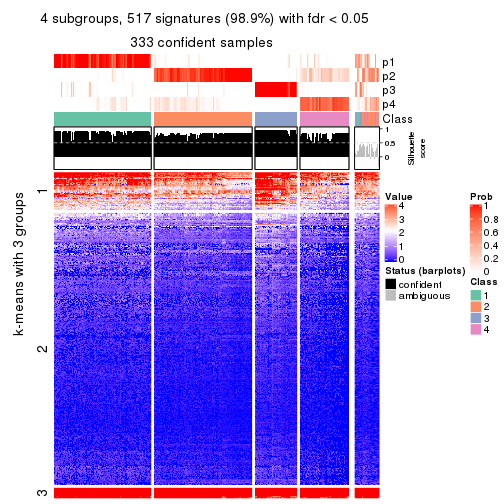 4 subgroups, 517 signatures (98.9%) with fdr < 0.05
333 confident samples
p1
p2
p3
p4
Class
1
0.5
0
Silhouette
score
k-means with 3 groups
1
2
3
Value
4
3
2
1
0
Status (barplots)
confident
ambiguous
Prob
1
0.8
0.6
0.4
0.2
0
Class
1
2
3
4